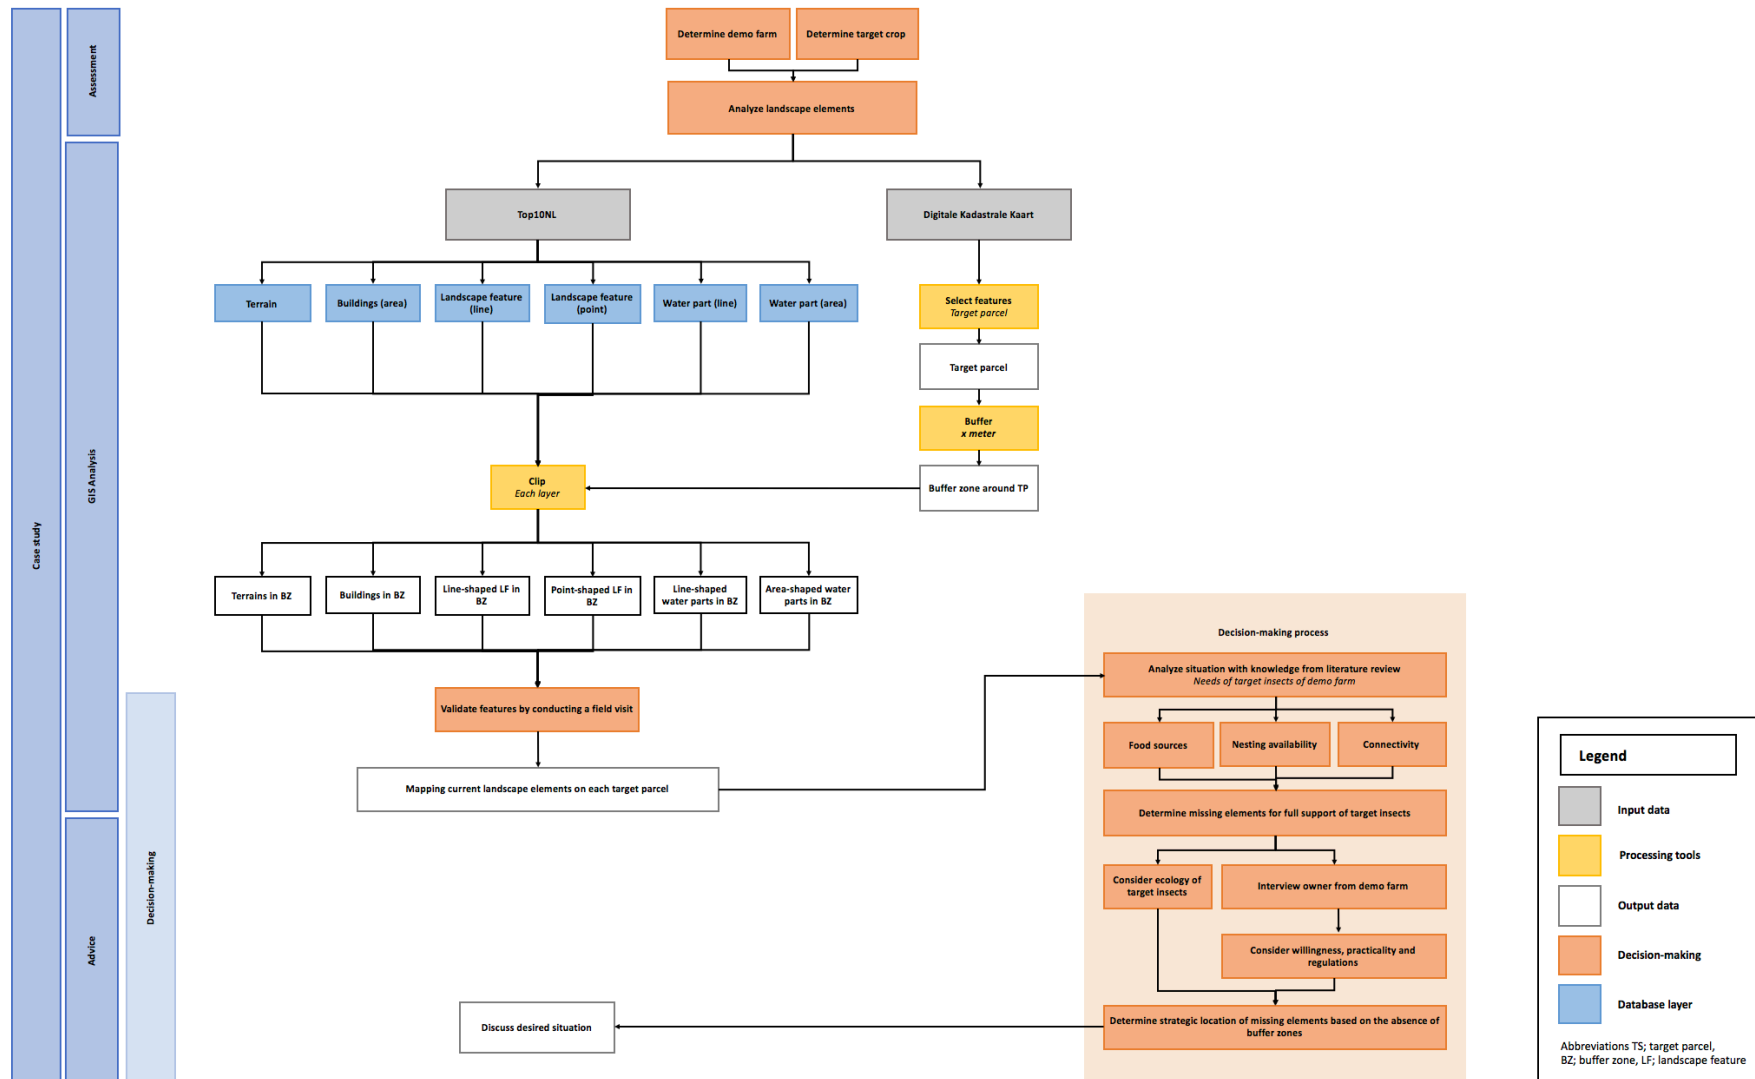 Case study
Assessment
GIS Analysis
Advice
Decision-making
Determine demo farm
Determine target crop
Analyze landscape elements
Top10NL
Digitale Kadastrale Kaart
Terrain
Buildings (area)
Landscape feature
(line)
Landscape feature
(point)
Water part (line)
Water part (area)
Select features
Target parcel
Target parcel
Buffer
x meter
Buffer zone around TP
Clip
Each layer
Terrains in BZ
Buildings in BZ
Line-shaped LF in
BZ
Point-shaped LF in
BZ
Line-shaped
water parts in BZ
Area-shaped water
parts in BZ
Validate features by conducting a field visit
Mapping current landscape elements on each target parcel
Decision-making process
Analyze situation with knowledge from literature review
Needs of target insects of demo farm
Food sources
Nesting availability
Connectivity
Determine missing elements for full support of target insects
Consider ecology of
target insects
Interview owner from demo farm
Consider willingness, practicality and
regulations
Determine strategic location of missing elements based on the absence of
buffer zones
Discuss desired situation
Legend
Input data
Processing tools
Output data
Decision-making
Database layer
Abbreviations TS; target parcel,
BZ; buffer zone, LF; landscape feature